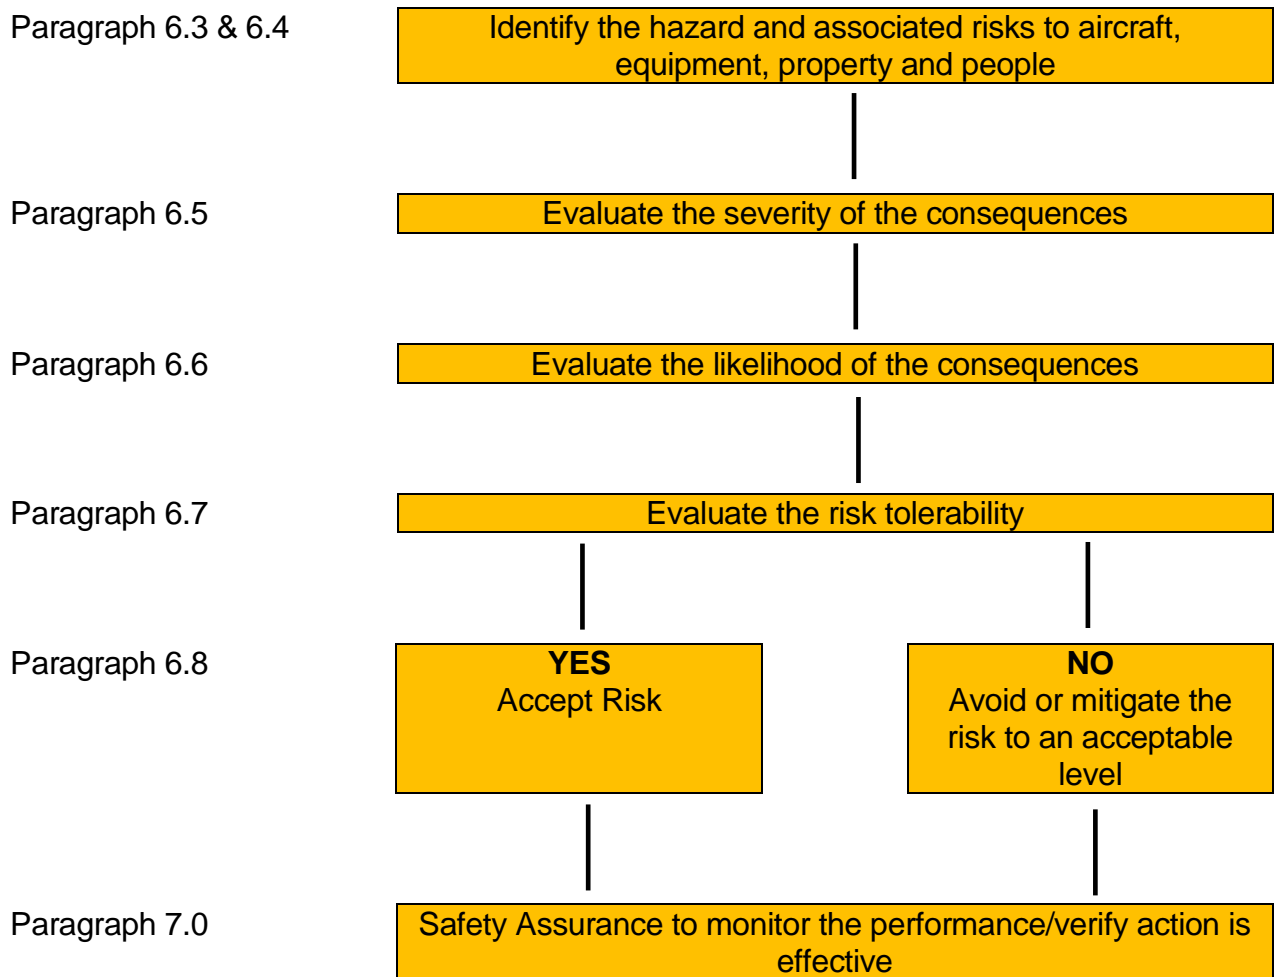 Paragraph 6.3 & 6.4
Identify the hazard and associated risks to aircraft,
equipment, property and people
Paragraph 6.5
Evaluate the severity of the consequences
Paragraph 6.6
Evaluate the likelihood of the consequences
Paragraph 6.7
Evaluate the risk tolerability
Paragraph 6.8
YES
Accept Risk
NO
Avoid or mitigate the
risk to an acceptable
level
Paragraph 7.0
Safety Assurance to monitor the performance/verify action is
effective